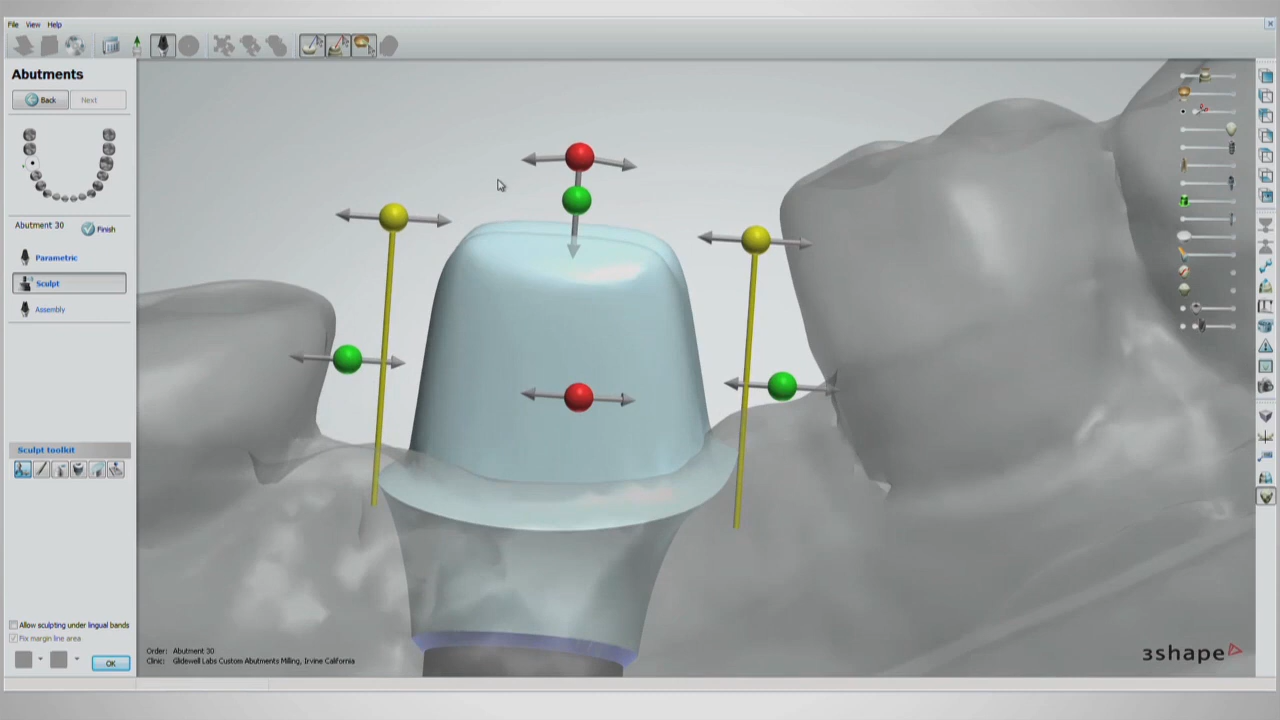 File View Help
Abutments
Back Next
Abutment 30 Finish
Parametric
Sculpt
Assembly
Sculpt toolkit
Allow sculpting under lingual bands
Fix margin line area
OK
Order: Abutment 30
Clinic: Glidewell Labs Custom Abutments Milling, Irvine California
3shape